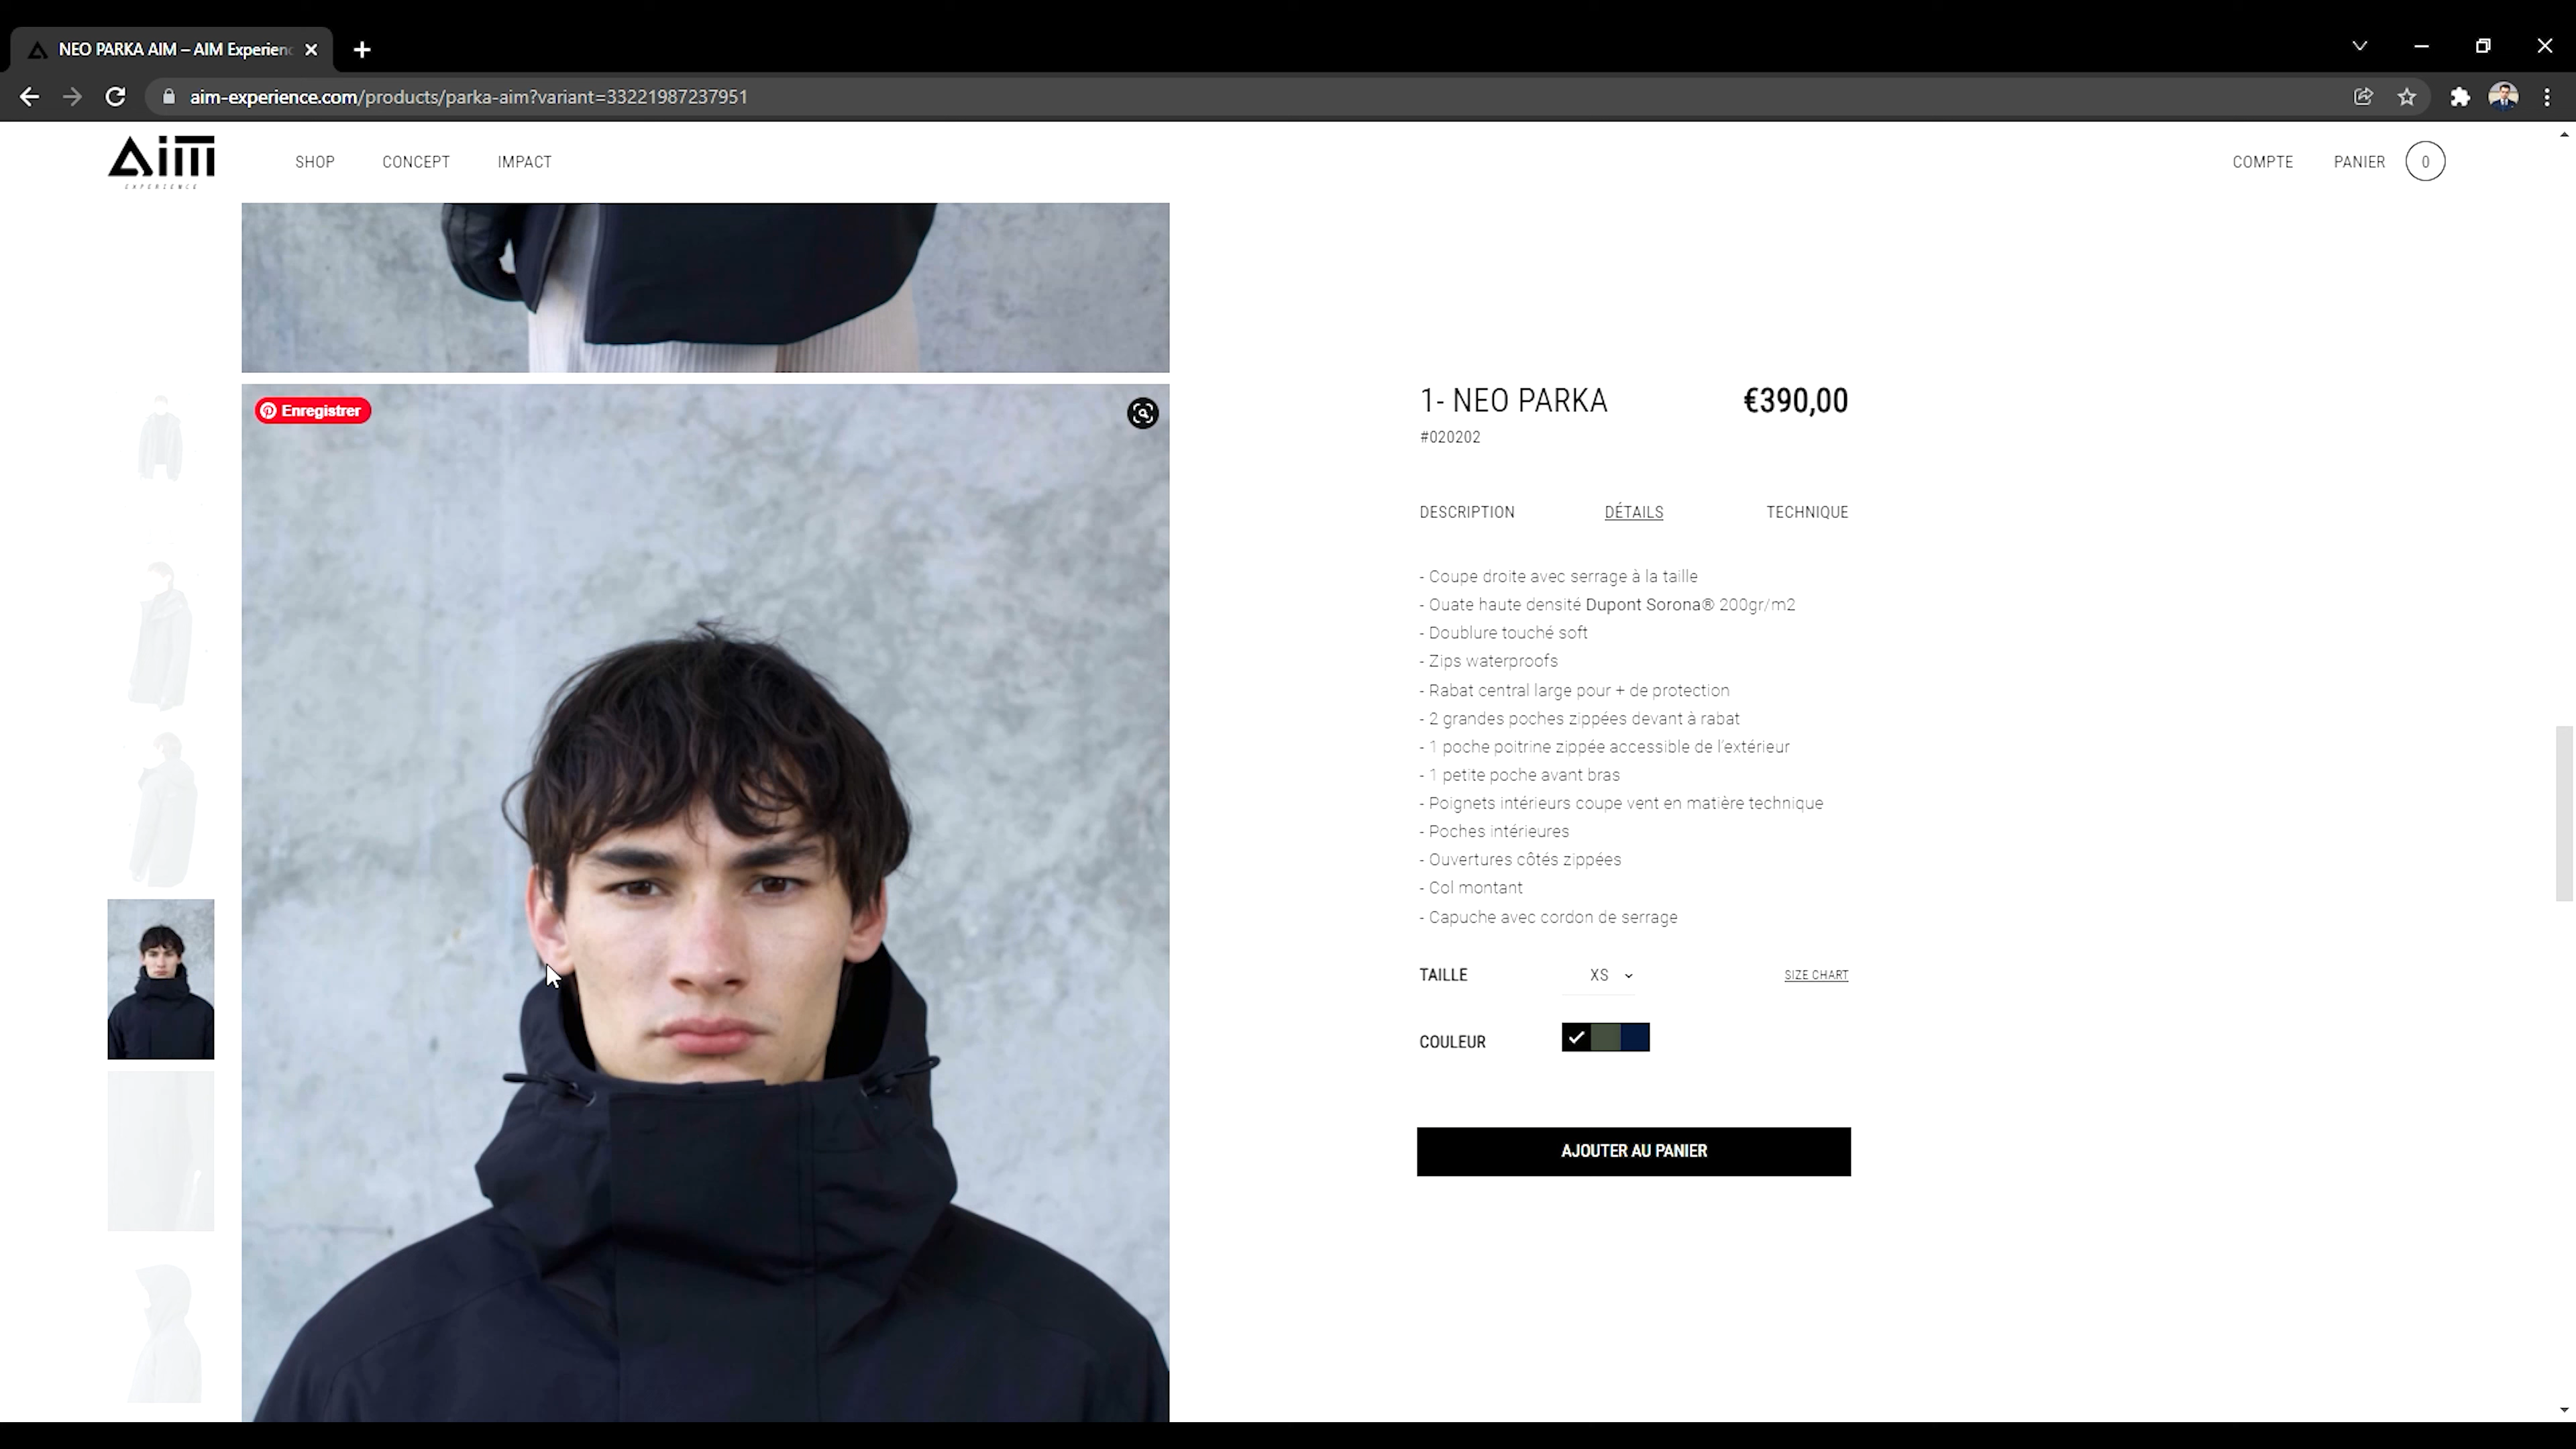 NEO PARKA AIM – AIM Experienc
aim-experience.com/products/parka-aim?variant=33221987237951
AIM
EXPERIENCE
SHOP
CONCEPT
IMPACT
COMPTE
PANIER
0
Enregistrer
1- NEO PARKA
€390,00
#020202
DESCRIPTION
DÉTAILS
TECHNIQUE
- Coupe droite avec serrage à la taille
- Ouate haute densité Dupont Sorona® 200gr/m2
- Doublure touché soft
- Zips waterproofs
- Rabat central large pour + de protection
- 2 grandes poches zippées devant à rabat
- 1 poche poitrine zippée accessible de l'extérieur
- 1 petite poche avant bras
- Poignets intérieurs coupe vent en matière technique
- Poches intérieures
- Ouvertures côtés zippées
- Col montant
- Capuche avec cordon de serrage
TAILLE
XS
SIZE CHART
COULEUR
AJOUTER AU PANIER